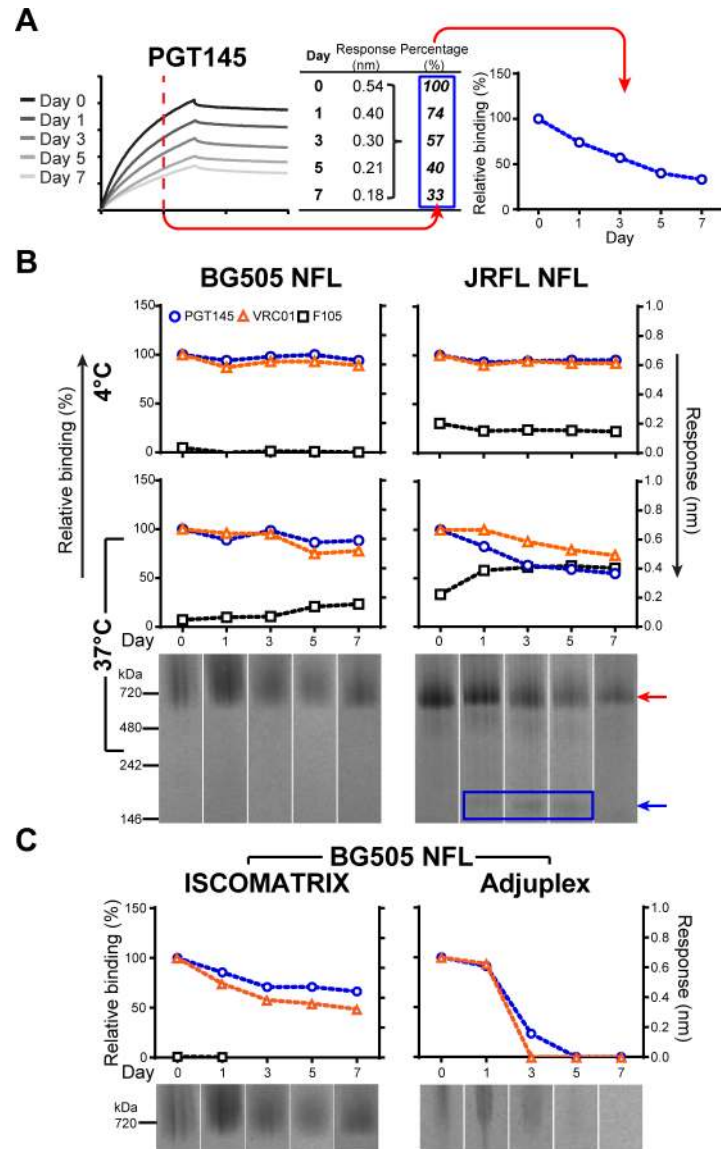 A
PGT145
Day 0
Day 1
Day 3
Day 5
Day 7
Day Response (nm) Percentage (%)
0 0.54 100
1 0.40 74
3 0.30 57
5 0.21 40
7 0.18 33
Relative binding (%)
100
50
0
0 1 3 5 7
Day
B
BG505 NFL JRFL NFL
PGT145 VRC01 F105
4°C
Relative binding (%)
150
100
50
0
1.0
0.8
0.6
0.4
0.2
0.0
Response (nm)
37°C
150
100
50
0
1.0
0.8
0.6
0.4
0.2
0.0
Day 0 1 3 5 7 0 1 3 5 7
kDa
720
480
242
146
C
BG505 NFL
ISCOMATRIX Adjuplex
Relative binding (%)
150
100
50
0
1.0
0.8
0.6
0.4
0.2
0.0
Response (nm)
Day 0 1 3 5 7 0 1 3 5 7
kDa
720